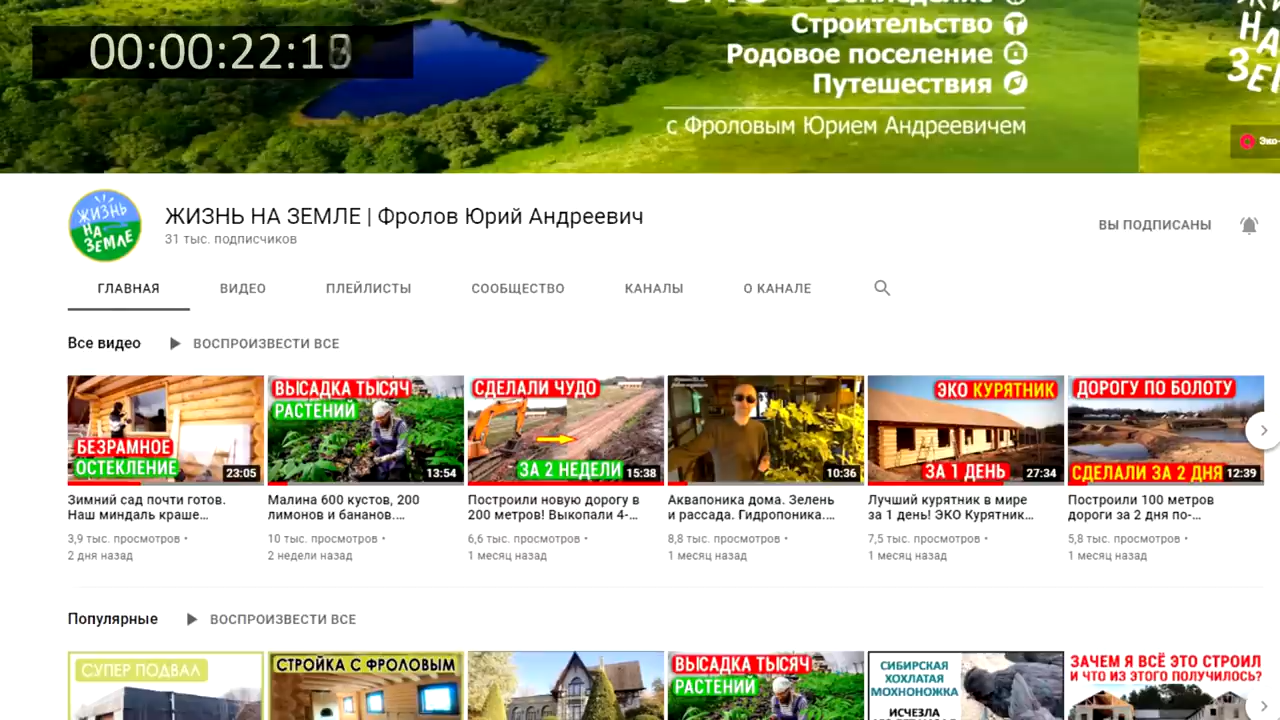 Земледелие
00:00:22:1
Строительство
Родовое поселение
Путешествия
с Фроловым Юрием Андреевичем
Эко-
ЖИЗНЬ
НА
ЗЕМЛЕ
ЖИЗНЬ НА ЗЕМЛЕ | Фролов Юрий Андреевич
31 тыс. подписчиков
ВЫ ПОДПИСАНЫ
ГЛАВНАЯ ВИДЕО ПЛЕЙЛИСТЫ СООБЩЕСТВО КАНАЛЫ О КАНАЛЕ
Все видео ВОСПРОИЗВЕСТИ ВСЕ
БЕЗРАМНОЕ
ОСТЕКЛЕНИЕ
23:05
ВЫСАДКА ТЫСЯЧ
РАСТЕНИЙ
13:54
СДЕЛАЛИ ЧУДО
ЗА 2 НЕДЕЛИ
15:38
10:36
ЭКО КУРЯТНИК
ЗА 1 ДЕНЬ
27:34
ДОРОГУ ПО БОЛОТУ
СДЕЛАЛИ ЗА 2 ДНЯ
12:39
Зимний сад почти готов.
Наш миндаль краше...
3,9 тыс. просмотров •
2 дня назад
Малина 600 кустов, 200
лимонов и бананов....
10 тыс. просмотров •
2 недели назад
Построили новую дорогу в
200 метров! Выкопали 4-...
6,6 тыс. просмотров •
1 месяц назад
Аквапоника дома. Зелень
и рассада. Гидропоника....
8,8 тыс. просмотров •
1 месяц назад
Лучший курятник в мире
за 1 день! ЭКО Курятник...
7,5 тыс. просмотров •
1 месяц назад
Построили 100 метров
дороги за 2 дня по-...
5,8 тыс. просмотров •
1 месяц назад
Популярные ВОСПРОИЗВЕСТИ ВСЕ
СУПЕР ПОДВАЛ
СТРОЙКА С ФРОЛОВЫМ
ВЫСАДКА ТЫСЯЧ
РАСТЕНИЙ
СИБИРСКАЯ
ХОХЛАТАЯ
МОХНОНОЖКА
ИСЧЕЗЛА
ЗАЧЕМ Я ВСЁ ЭТО СТРОИЛ
И ЧТО ИЗ ЭТОГО ПОЛУЧИЛОСЬ?